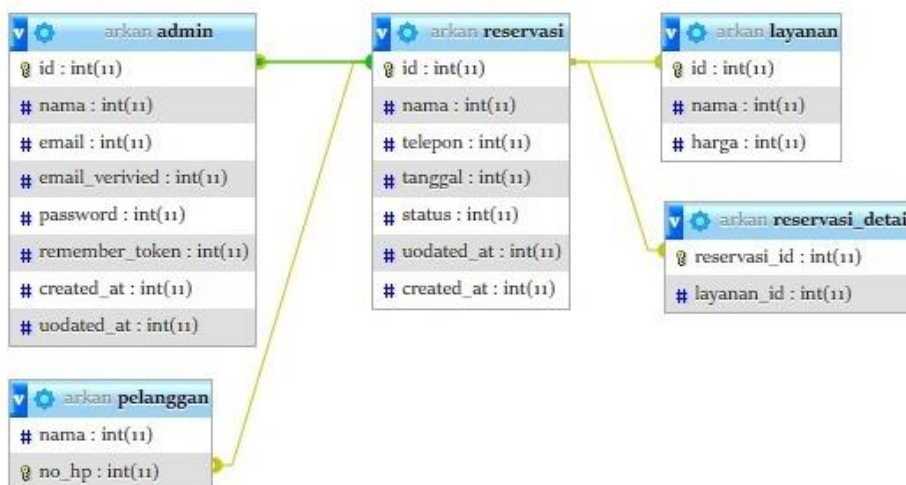 arkan admin
id : int(11)
nama : int(11)
email : int(11)
email_verivied : int(11)
password : int(11)
remember_token : int(11)
created_at : int(11)
uodated_at : int(11)
arkan reservasi
id : int(11)
nama : int(11)
telepon : int(11)
tanggal : int(11)
status : int(11)
uodated_at : int(11)
created_at : int(11)
arkan layanan
id : int(11)
nama : int(11)
harga : int(11)
arkan reservasi_detai
reservasi_id : int(11)
layanan_id : int(11)
arkan pelanggan
nama : int(11)
no_hp : int(11)